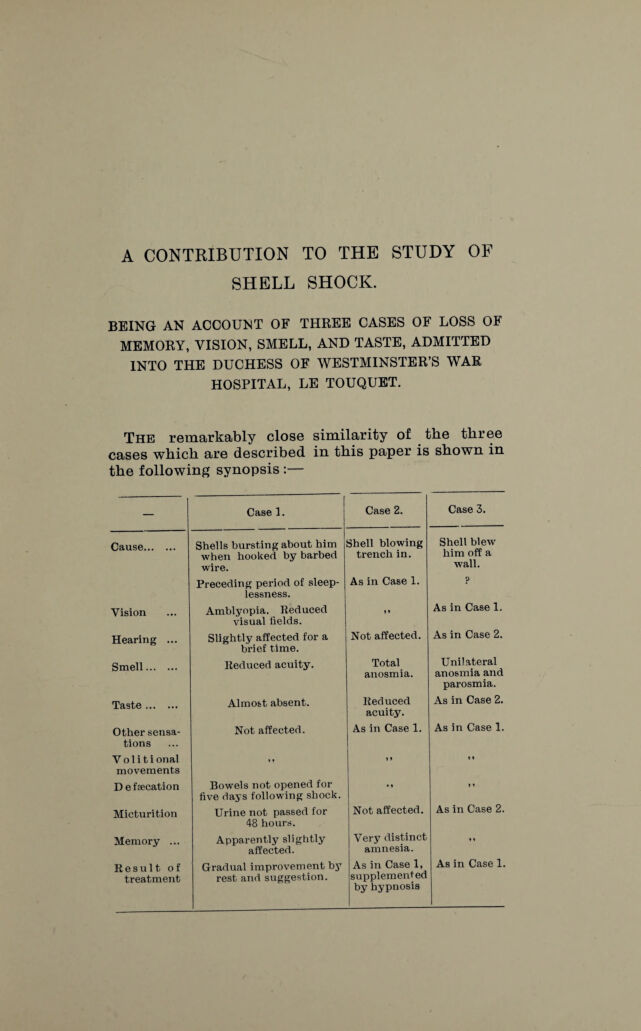 A CONTRIBUTION TO THE STUDY OF
SHELL SHOCK.
BEING AN ACCOUNT OF THREE CASES OF LOSS OF
MEMORY, VISION, SMELL, AND TASTE, ADMITTED
INTO THE DUCHESS OF WESTMINSTER'S WAR
HOSPITAL, LE TOUQUET.
THE remarkably close similarity of the three
cases which are described in this paper is shown in
the following synopsis:—
— Case 1. Case 2. Case 3.
Cause... ... Shells bursting about him Shell blowing Shell blew
when hooked by barbed trench in. him off a
wire. wall.
Preceding period of sleep- As in Case 1. ?
lessness.
Vision ... Amblyopia. Reduced ,, As in Case 1.
visual fields.
Hearing ... Slightly affected for a Not affected. As in Case 2.
brief time.
Smell... ... Reduced acuity. Total Unilateral
anosmia. anosmia and
parosmia.
Taste ... ... Almost absent. Reduced As in Case 2.
acuity.
Other sensa- Not affected. As in Case 1. As in Case 1.
tions ...
Volitional ,, ,, ,,
movements
Defæcation Bowels not opened for ,, ,,
five days following shock.
Micturition Urine not passed for Not affected. As in Case 2.
48 hours.
Memory ... Apparently slightly Very distinct ,,
affected. amnesia.
Result of Gradual improvement by As in Case 1, As in Case 1.
treatment rest and suggestion. supplemented
by hypnosis